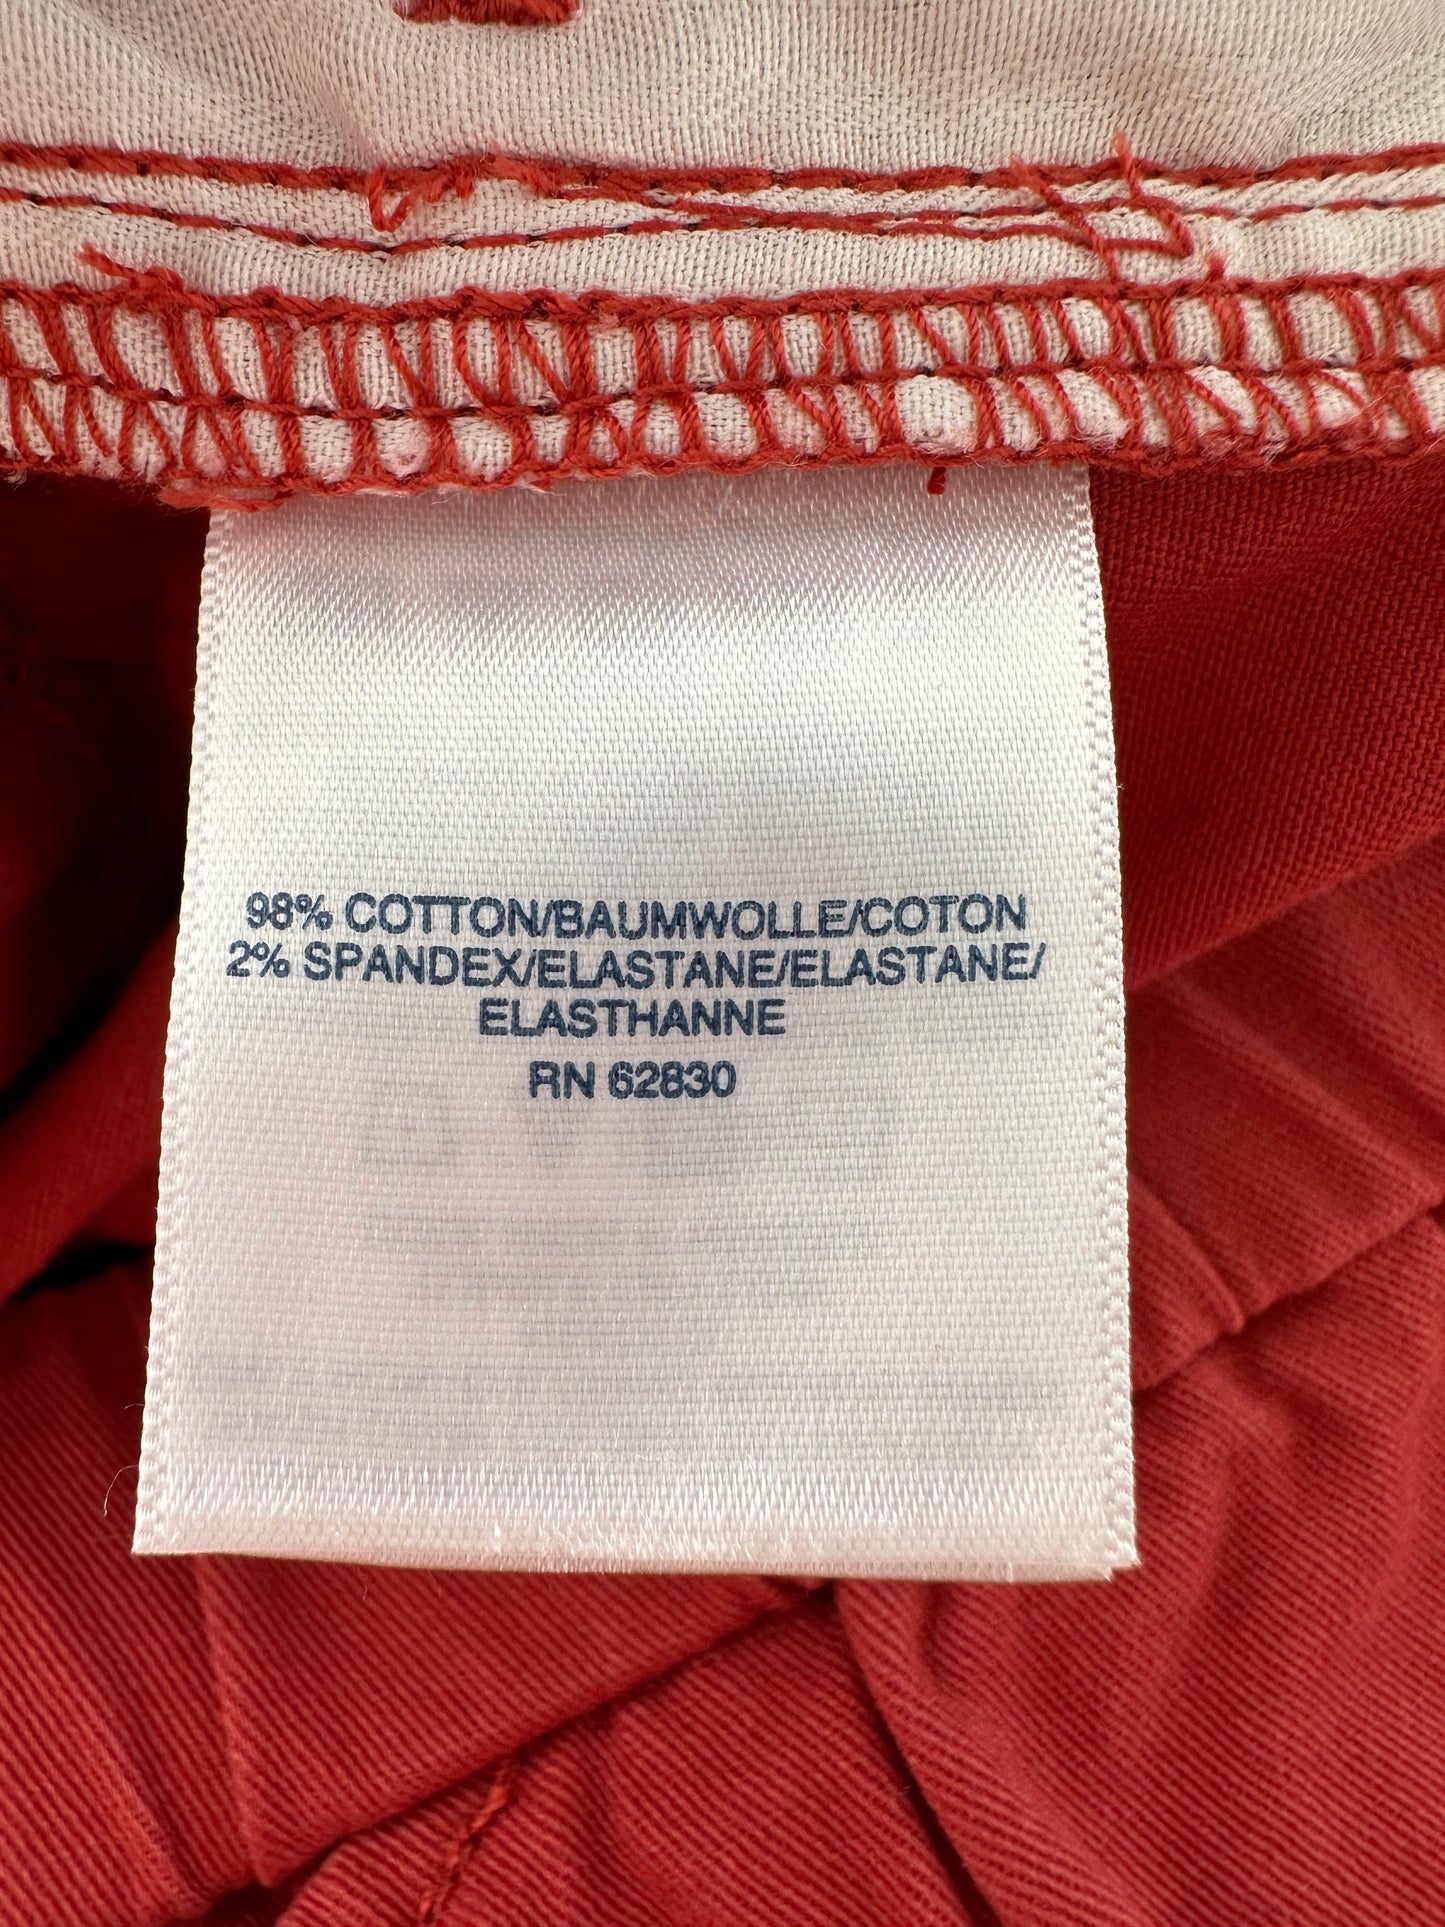 98% COTTON/BAUMWOLLE/COTON
2% SPANDEX/ELASTANE/ELASTANE/
ELASTHANNE
RN 62830